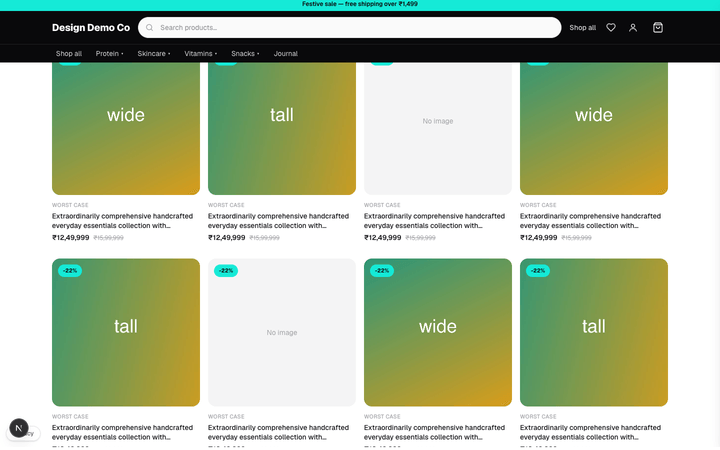 Festive sale — free shipping over ₹1,499
Design Demo Co
Search products...
Shop all
Shop all
Protein
Skincare
Vitamins
Snacks
Journal
wide
tall
No image
wide
WORST CASE
WORST CASE
WORST CASE
WORST CASE
Extraordinarily comprehensive handcrafted
everyday essentials collection with...
Extraordinarily comprehensive handcrafted
everyday essentials collection with...
Extraordinarily comprehensive handcrafted
everyday essentials collection with...
Extraordinarily comprehensive handcrafted
everyday essentials collection with...
₹12,49,999 ₹15,99,999
₹12,49,999 ₹15,99,999
₹12,49,999 ₹15,99,999
₹12,49,999 ₹15,99,999
-22%
-22%
-22%
-22%
tall
No image
wide
tall
WORST CASE
WORST CASE
WORST CASE
WORST CASE
Extraordinarily comprehensive handcrafted
everyday essentials collection with...
Extraordinarily comprehensive handcrafted
everyday essentials collection with...
Extraordinarily comprehensive handcrafted
everyday essentials collection with...
Extraordinarily comprehensive handcrafted
everyday essentials collection with...
N